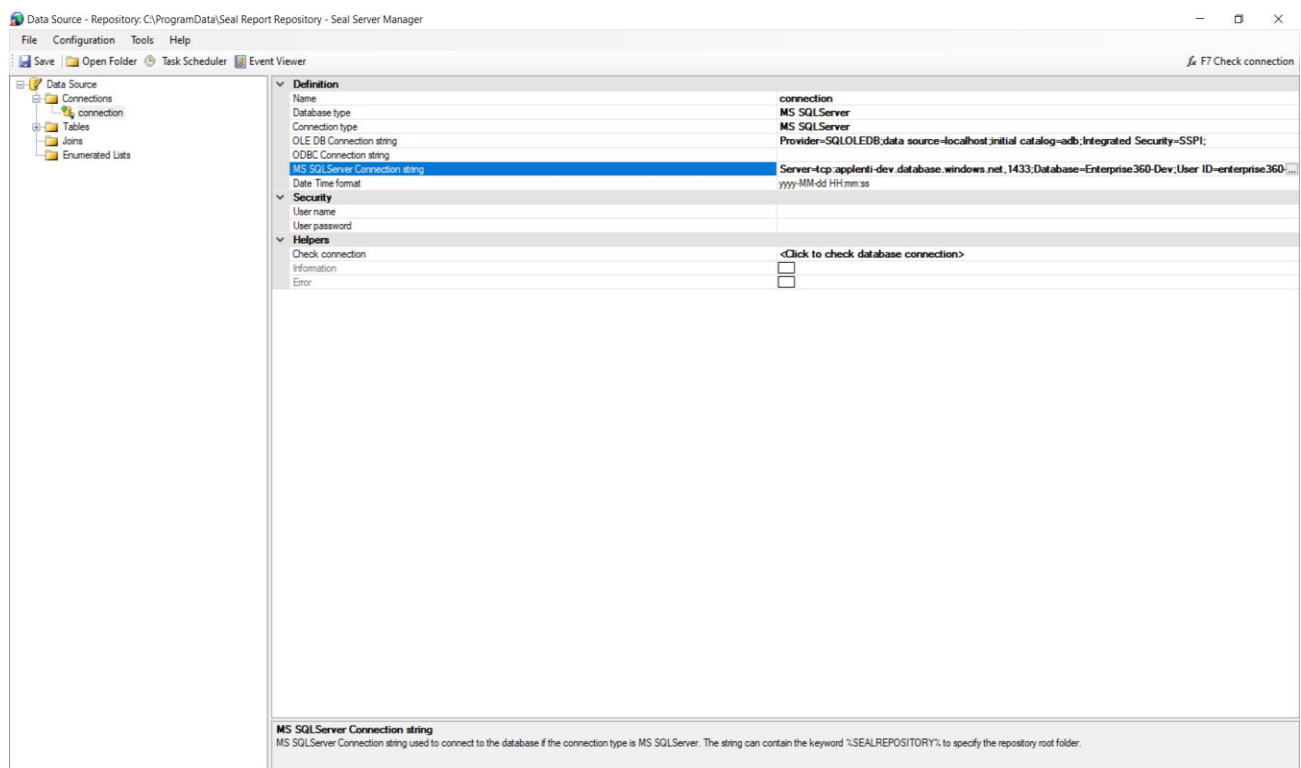 Data Source - Repository: C:\ProgramData\Seal Report Repository - Seal Server Manager
File Configuration Tools Help
Save Open Folder Task Scheduler Event Viewer fx F7 Check connection
Data Source
Connections
connection
Tables
Joins
Enumerated Lists
Definition
Name connection
Database type MS SQLServer
Connection type MS SQLServer
OLE DB Connection string Provider=SQLOLEDB;data source=localhost;initial catalog=adb;Integrated Security=SSPI;
ODBC Connection string
MS SQLServer Connection string Server=tcp:applenti-dev.database.windows.net,1433;Database=Enterprise360-Dev;User ID=enterprise360- ...
Date Time format yyyy-MM-dd HH:mm:ss
Security
User name
User password
Helpers
Check connection <Click to check database connection>
Information
Error
MS SQLServer Connection string
MS SQLServer Connection string used to connect to the database if the connection type is MS SQLServer. The string can contain the keyword %SEALREPOSITORY% to specify the repository root folder.